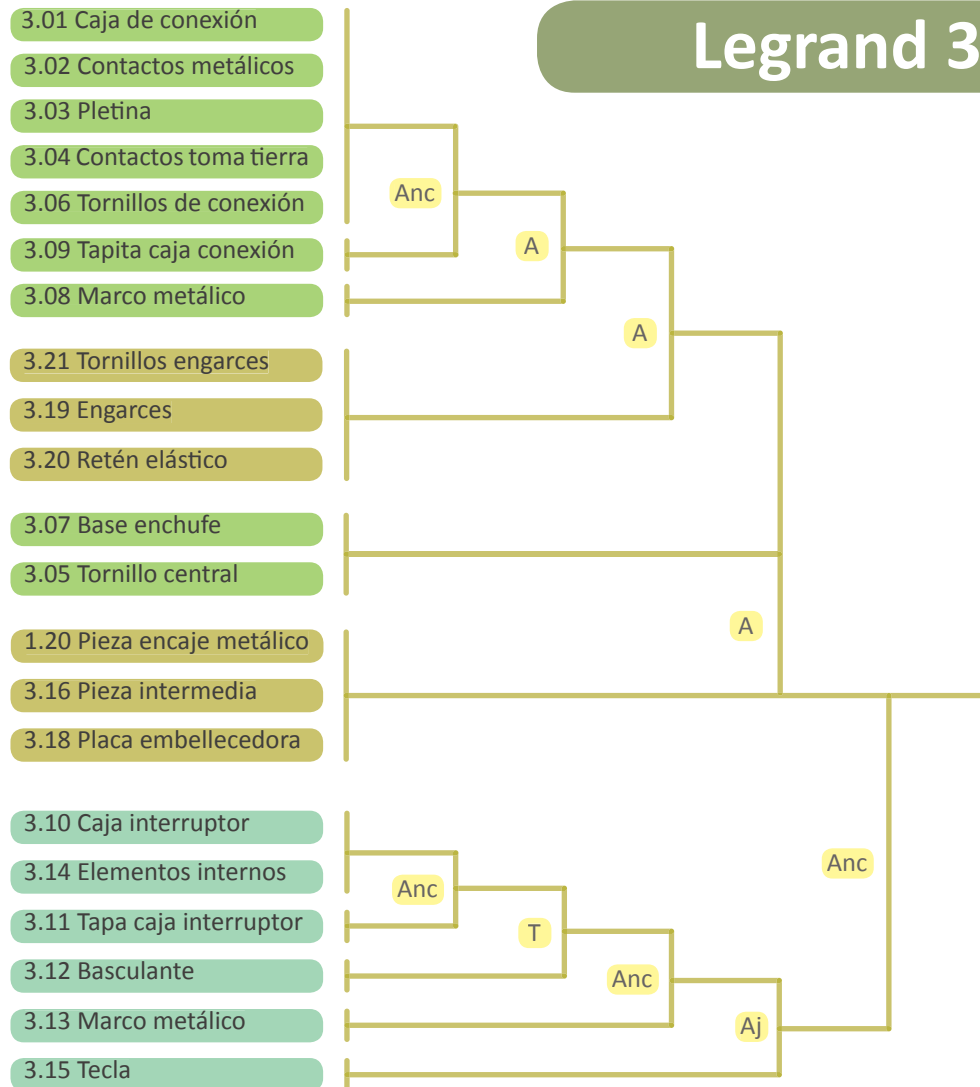 Legrand 3
3.01 Caja de conexión
3.02 Contactos metálicos
3.03 Pletina
3.04 Contactos toma tierra
3.06 Tornillos de conexión
Anc
3.09 Tapita caja conexión
A
3.08 Marco metálico
A
3.21 Tornillos engarces
3.19 Engarces
3.20 Retén elástico
3.07 Base enchufe
3.05 Tornillo central
A
1.20 Pieza encaje metálico
3.16 Pieza intermedia
3.18 Placa embellecedora
3.10 Caja interruptor
Anc
3.14 Elementos internos
Anc
3.11 Tapa caja interruptor
T
3.12 Basculante
Anc
3.13 Marco metálico
Aj
3.15 Tecla